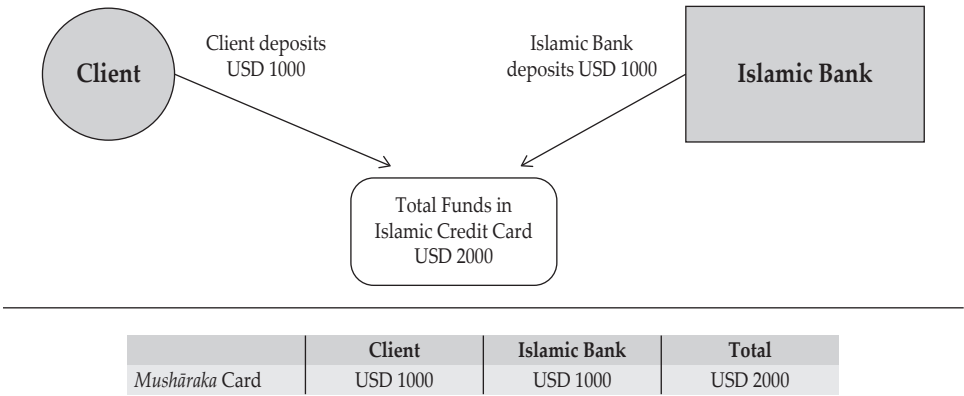 Client
Client deposits
USD 1000
Islamic Bank
deposits USD 1000
Islamic Bank
Total Funds in
Islamic Credit Card
USD 2000
Client Islamic Bank Total
Mushāraka Card USD 1000 USD 1000 USD 2000